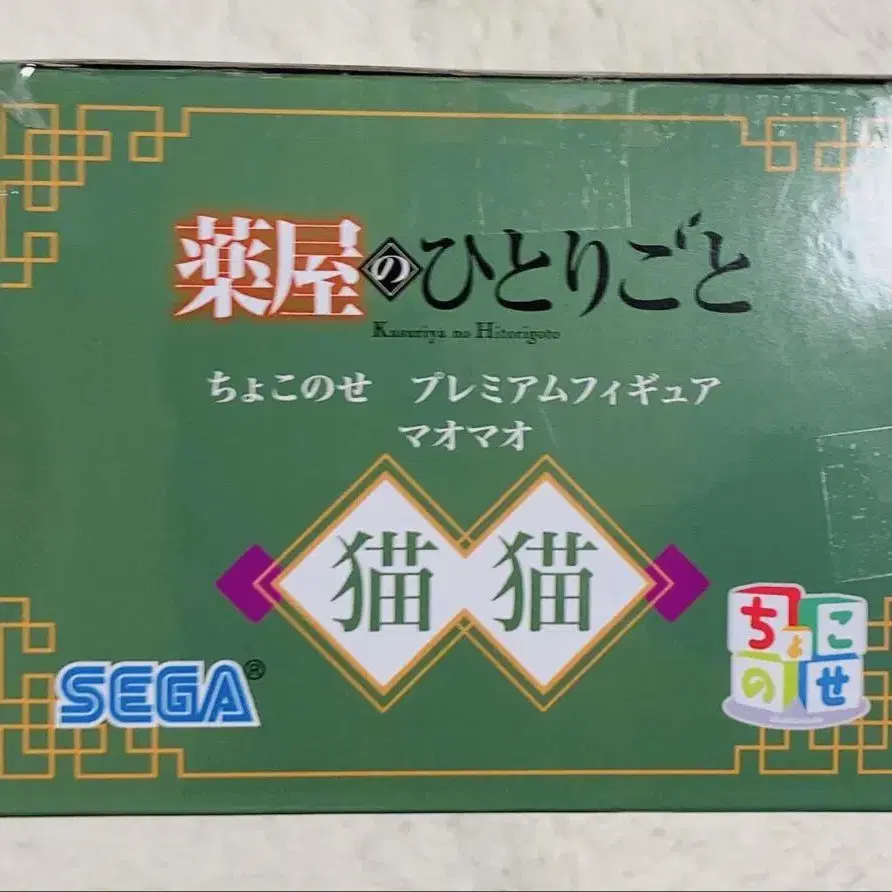 薬屋のひとりごと
Kusuriya no Hitorigoto
ちょこのせ　プレミアムフィギュア
マオマオ
猫猫
SEGA®
ちょこのせ